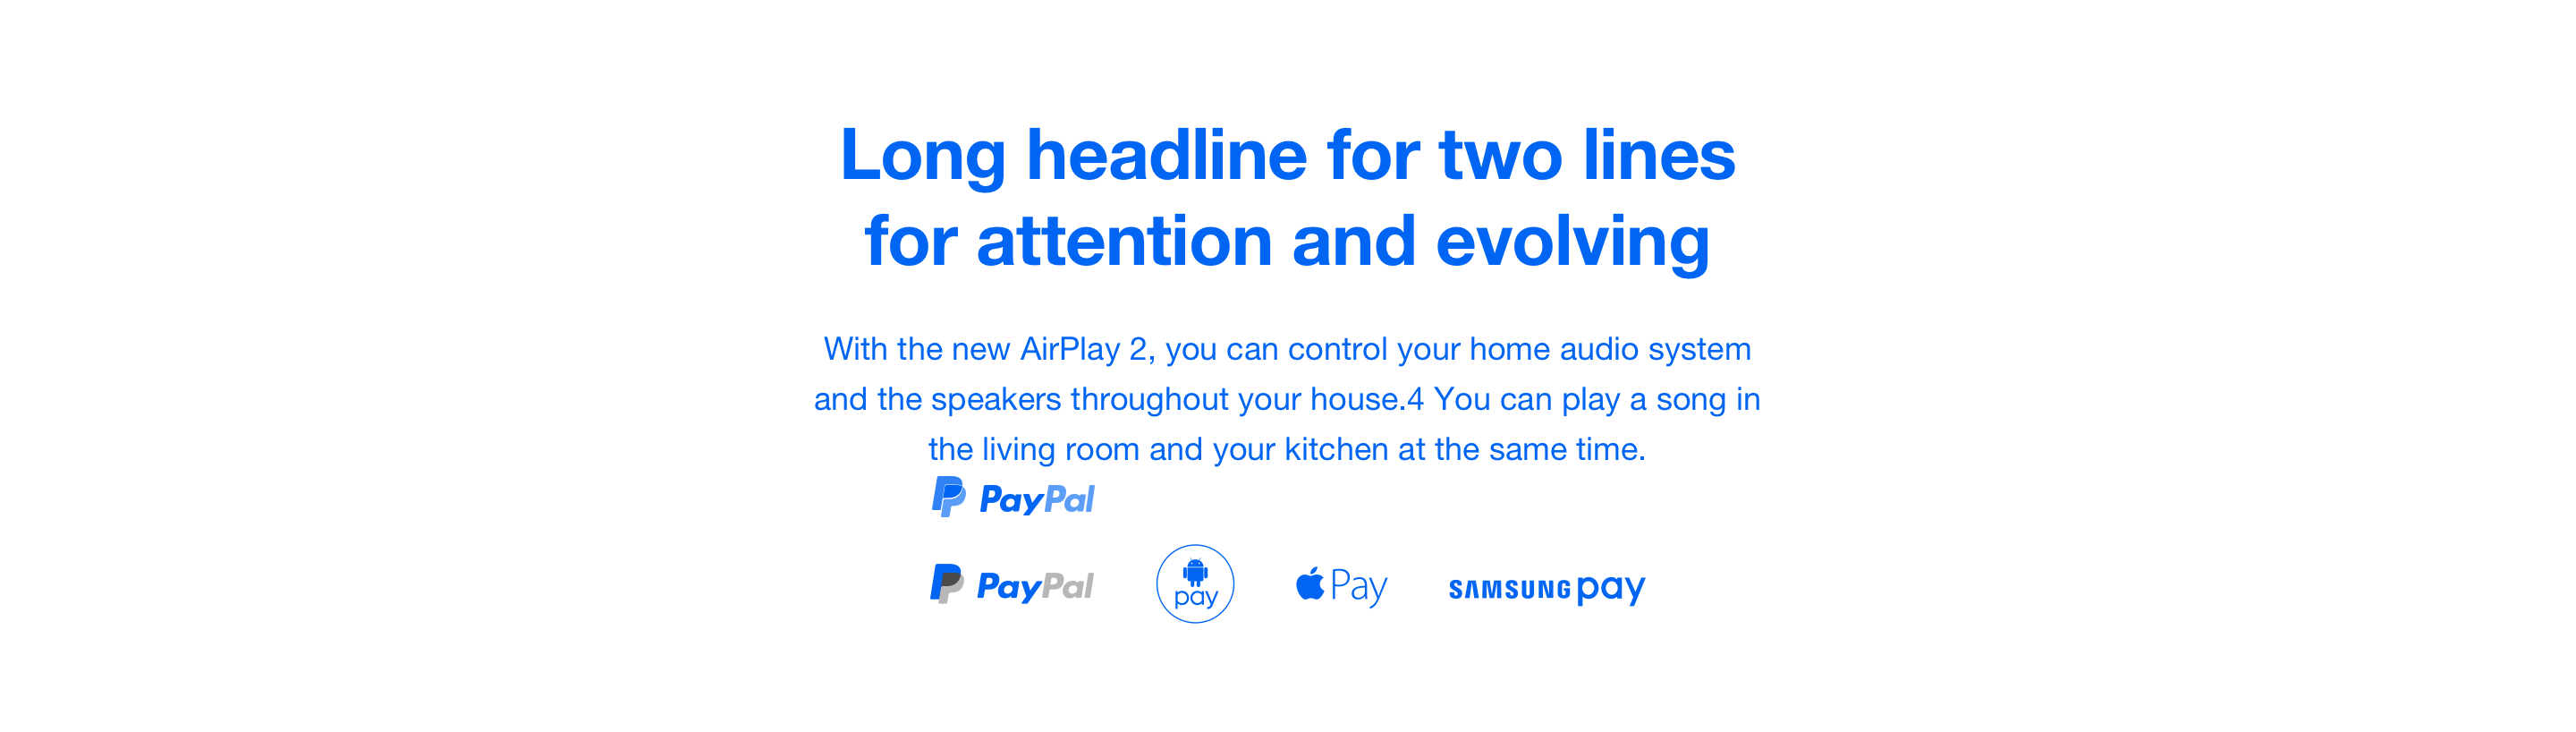 Long headline for two lines
for attention and evolving
With the new AirPlay 2, you can control your home audio system
and the speakers throughout your house.4 You can play a song in
the living room and your kitchen at the same time.
PayPal
PayPal pay Pay SAMSUNG pay